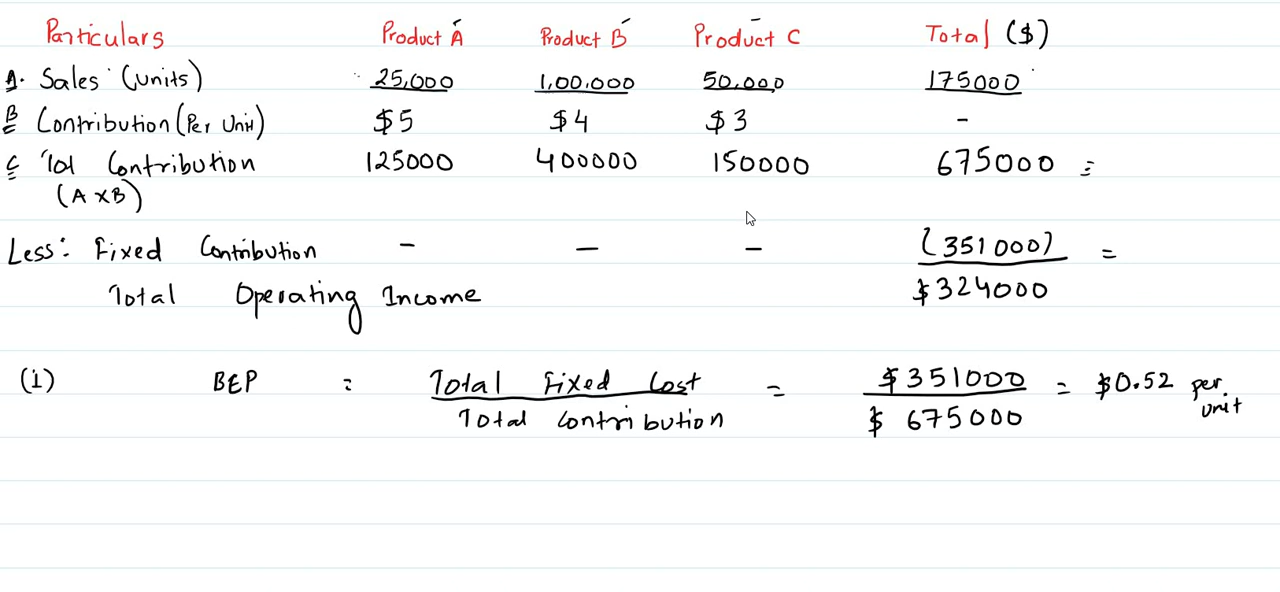 Particulars Product A Product B Product C Total ($)
A. Sales (units) 25,000 1,00,000 50,000 175000
B Contribution (Per Unit) $5 $4 $3 -
C Tol Contribution 125000 400000 150000 675000 =
(A x B)
Less: Fixed Contribution - - - (351000) =
Total Operating Income $324000
(1) BEP = Total Fixed Cost = $351000 = $0.52 per
Total Contribution $ 675000 unit